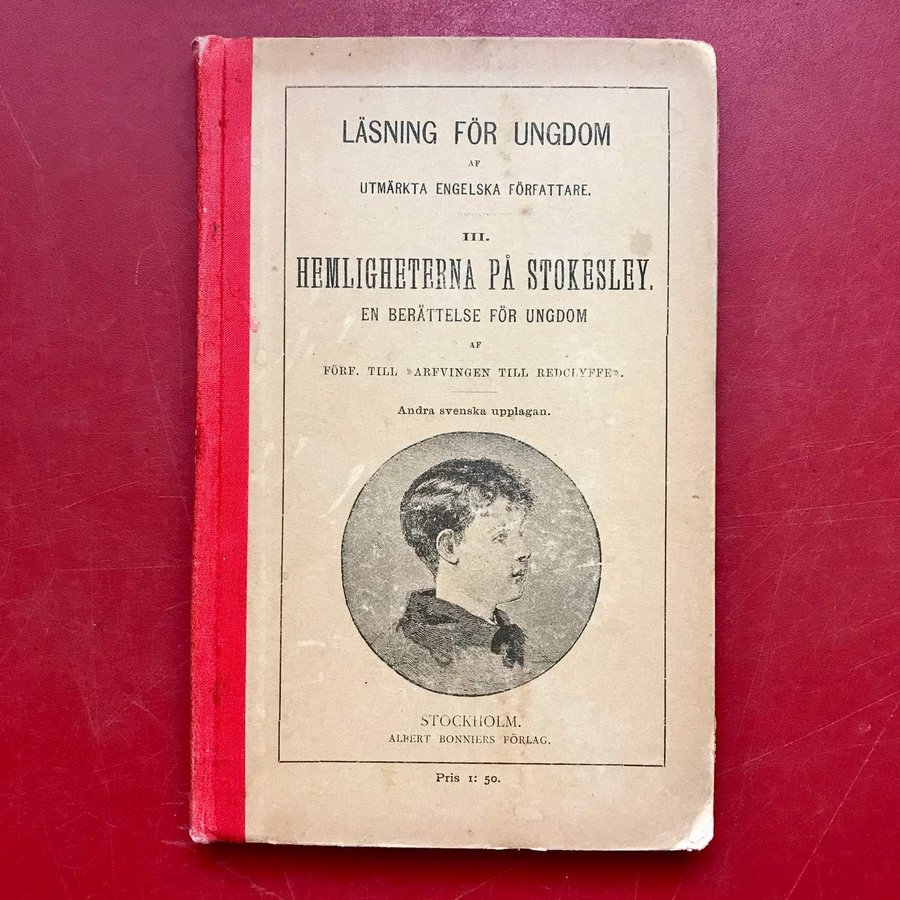 LÄSNING FÖR UNGDOM
AF
UTMÄRKTA ENGELSKA FÖRFATTARE.
III.
HEMLIGHETERNA PÅ STOKESLEY.
EN BERÄTTELSE FÖR UNGDOM
AF
FÖRF. TILL »ARFVINGEN TILL REDCLYFFE».
Andra svenska upplagan.
STOCKHOLM.
ALBERT BONNIERS FÖRLAG.
Pris 1: 50.